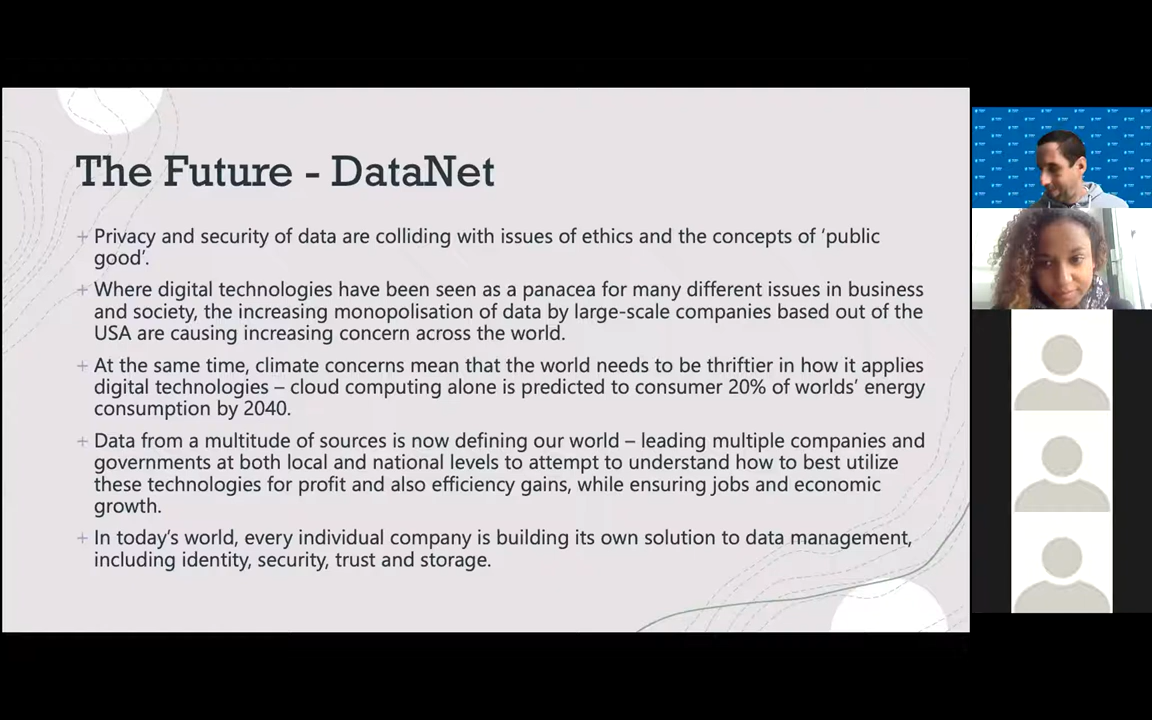 The Future - DataNet
Privacy and security of data are colliding with issues of ethics and the concepts of ‘public
good’.
Where digital technologies have been seen as a panacea for many different issues in business
and society, the increasing monopolisation of data by large-scale companies based out of the
USA are causing increasing concern across the world.
At the same time, climate concerns mean that the world needs to be thriftier in how it applies
digital technologies – cloud computing alone is predicted to consumer 20% of worlds’ energy
consumption by 2040.
Data from a multitude of sources is now defining our world – leading multiple companies and
governments at both local and national levels to attempt to understand how to best utilize
these technologies for profit and also efficiency gains, while ensuring jobs and economic
growth.
In today’s world, every individual company is building its own solution to data management,
including identity, security, trust and storage.